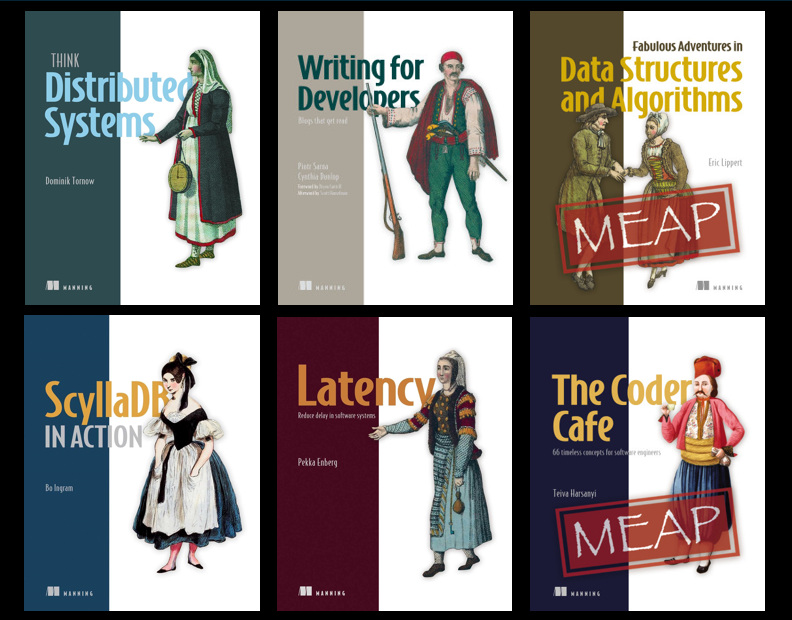 THINK
Distributed
Systems
Dominik Tornow
MANNING
Writing for
Developers
Blogs that get read
Piotr Sarna
Cynthia Dunlop
MANNING
Fabulous Adventures in
Data Structures
and Algorithms
Eric Lippert
MEAP
MANNING
ScyllaDB
IN ACTION
Bo Ingram
MANNING
Latency
Reduce delay in software systems
Pekka Enberg
MANNING
The Coder
Cafe
66 timeless concepts for software engineers
Teiva Harsanyi
MEAP
MANNING